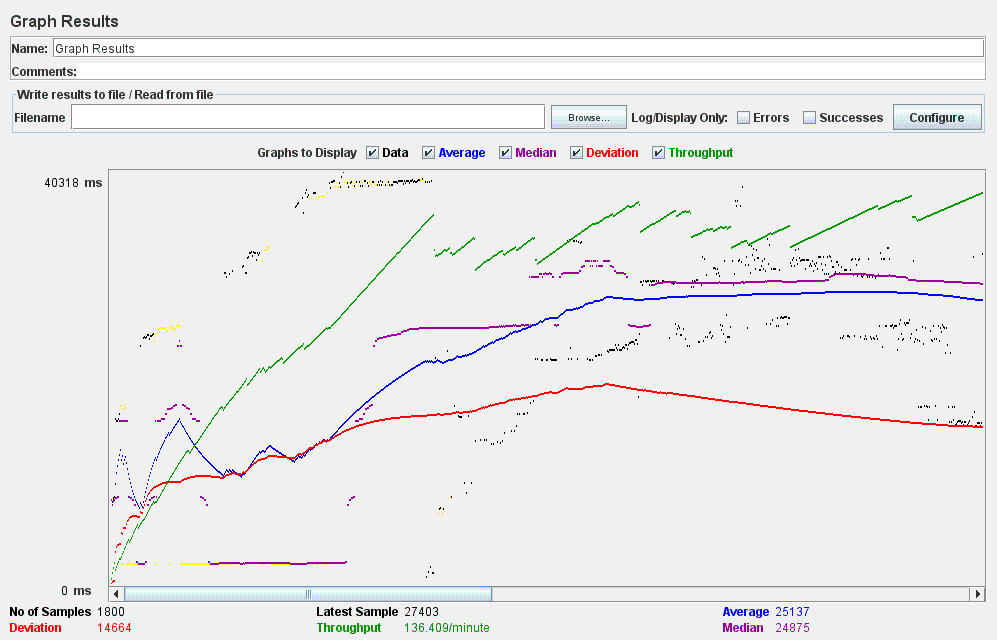 Graph Results
Name: Graph Results
Comments:
Write results to file / Read from file
Filename Browse... Log/Display Only: Errors Successes Configure
Graphs to Display Data Average Median Deviation Throughput
40318 ms
0 ms
No of Samples 1800 Latest Sample 27403 Average 25137
Deviation 14664 Throughput 136.409/minute Median 24875